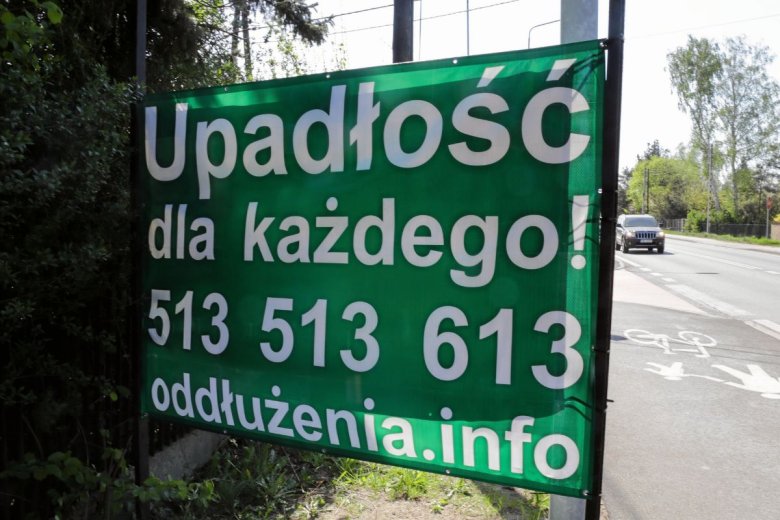 Upadłość
dla każdego!
513 513 613
oddłużenia.info